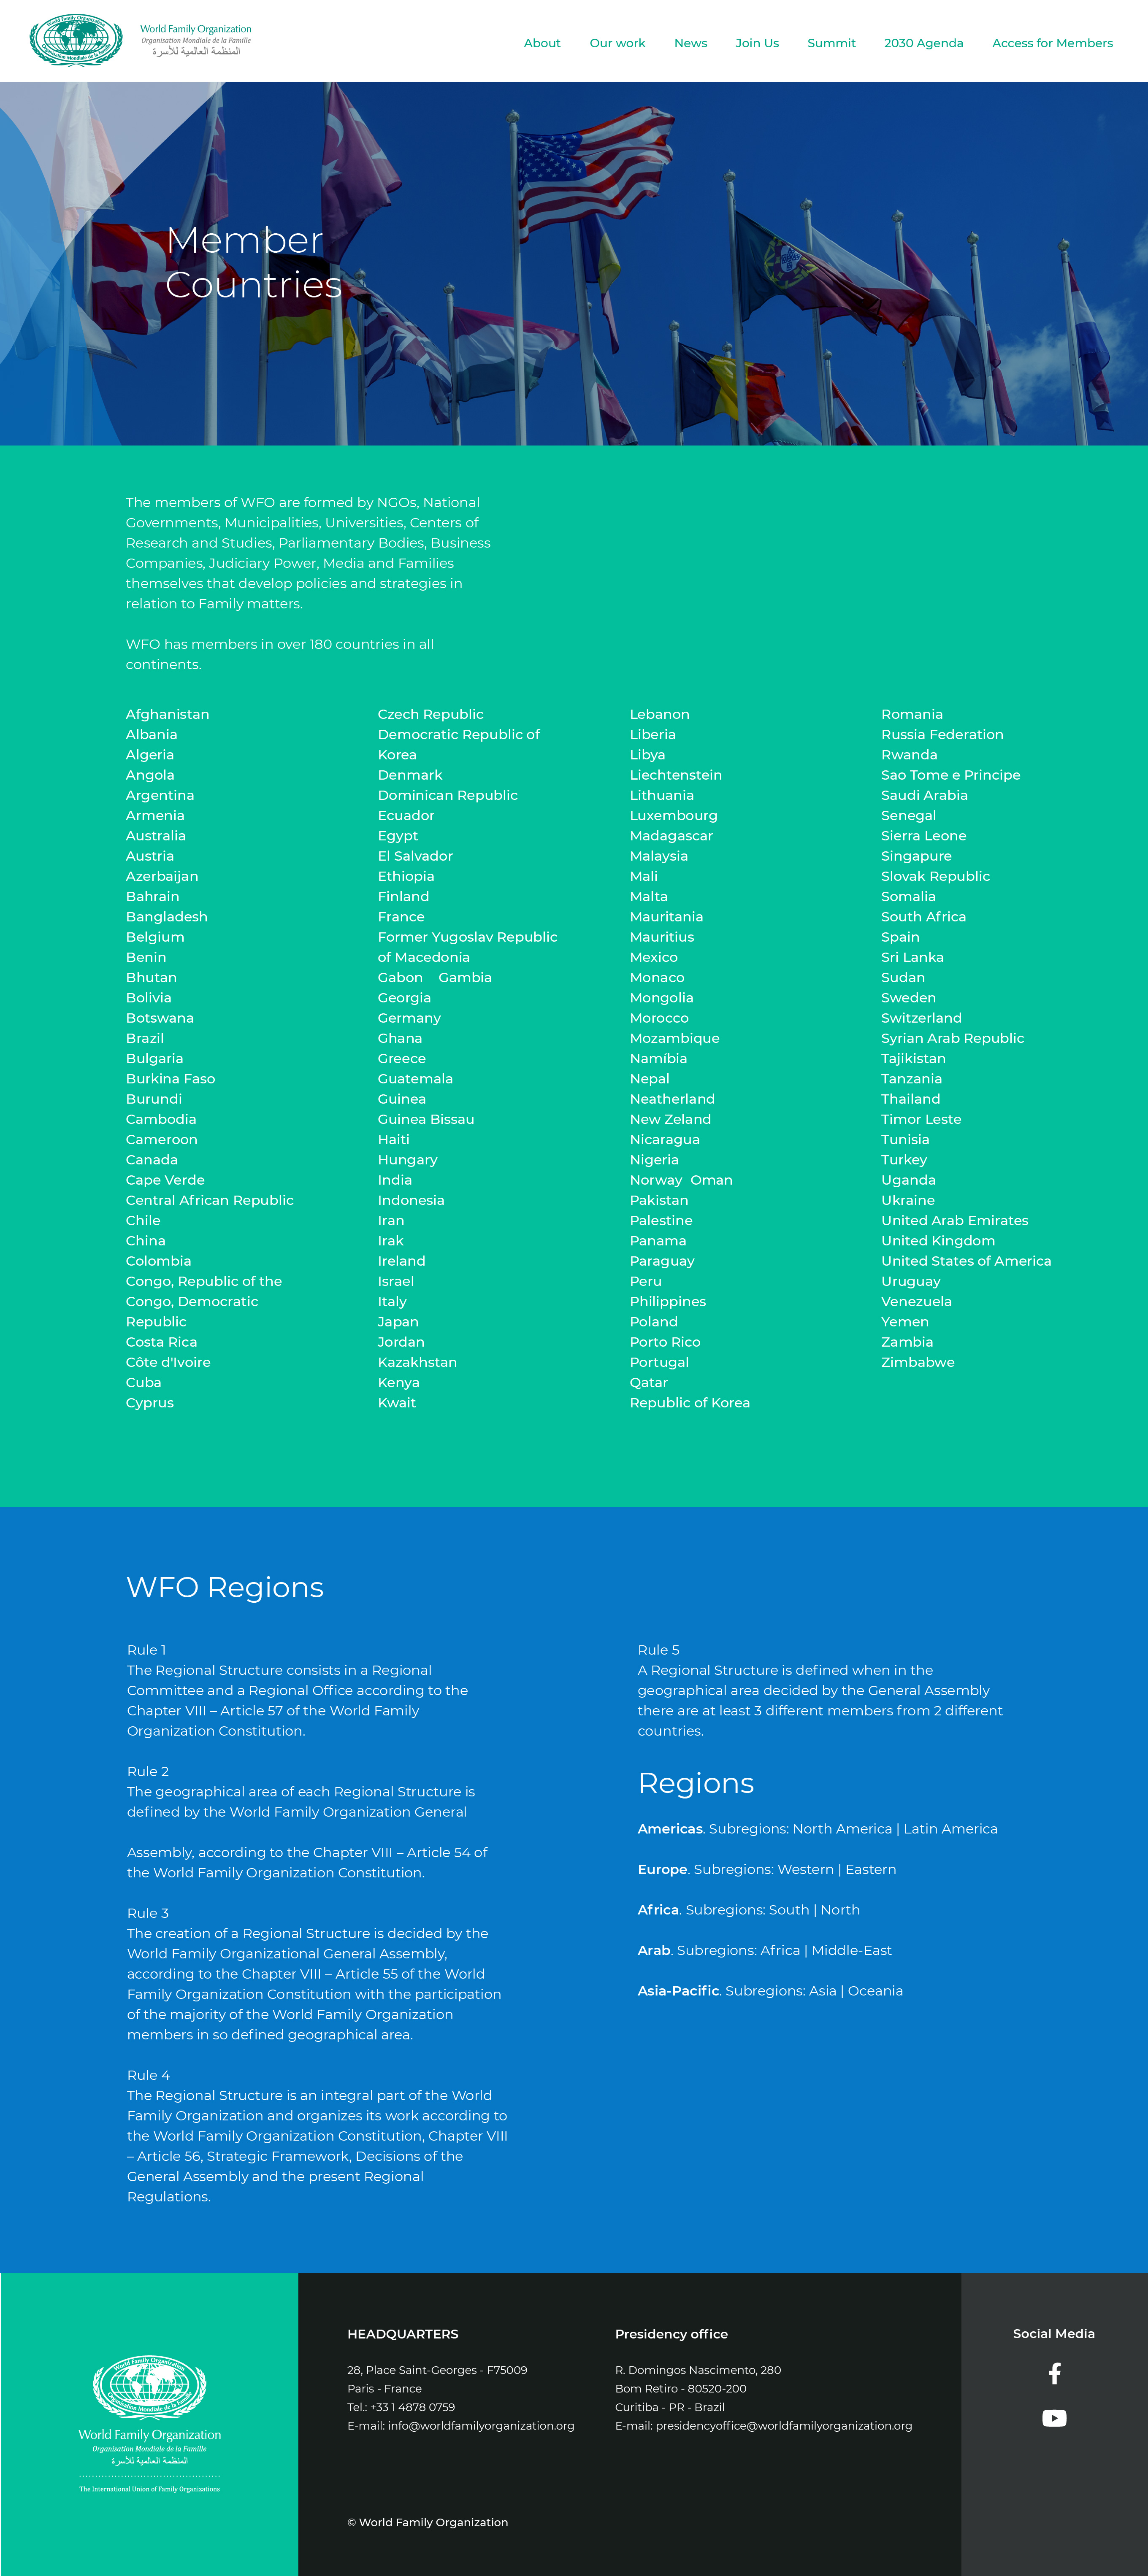 World Family Organization
Organisation Mondiale de la Famille
المنظمة العالمية للأسرة
About
Our work
News
Join Us
Summit
2030 Agenda
Access for Members
Member
Countries
The members of WFO are formed by NGOs, National
Governments, Municipalities, Universities, Centers of
Research and Studies, Parliamentary Bodies, Business
Companies, Judiciary Power, Media and Families
themselves that develop policies and strategies in
relation to Family matters.
WFO has members in over 180 countries in all
continents.
Afghanistan
Albania
Algeria
Angola
Argentina
Armenia
Australia
Austria
Azerbaijan
Bahrain
Bangladesh
Belgium
Benin
Bhutan
Bolivia
Botswana
Brazil
Bulgaria
Burkina Faso
Burundi
Cambodia
Cameroon
Canada
Cape Verde
Central African Republic
Chile
China
Colombia
Congo, Republic of the
Congo, Democratic
Republic
Costa Rica
Côte d'Ivoire
Cuba
Cyprus
Czech Republic
Democratic Republic of
Korea
Denmark
Dominican Republic
Ecuador
Egypt
El Salvador
Ethiopia
Finland
France
Former Yugoslav Republic
of Macedonia
Gabon Gambia
Georgia
Germany
Ghana
Greece
Guatemala
Guinea
Guinea Bissau
Haiti
Hungary
India
Indonesia
Iran
Irak
Ireland
Israel
Italy
Japan
Jordan
Kazakhstan
Kenya
Kwait
Lebanon
Liberia
Libya
Liechtenstein
Lithuania
Luxembourg
Madagascar
Malaysia
Mali
Malta
Mauritania
Mauritius
Mexico
Monaco
Mongolia
Morocco
Mozambique
Namíbia
Nepal
Neatherland
New Zeland
Nicaragua
Nigeria
Norway Oman
Pakistan
Palestine
Panama
Paraguay
Peru
Philippines
Poland
Porto Rico
Portugal
Qatar
Republic of Korea
Romania
Russia Federation
Rwanda
Sao Tome e Principe
Saudi Arabia
Senegal
Sierra Leone
Singapure
Slovak Republic
Somalia
South Africa
Spain
Sri Lanka
Sudan
Sweden
Switzerland
Syrian Arab Republic
Tajikistan
Tanzania
Thailand
Timor Leste
Tunisia
Turkey
Uganda
Ukraine
United Arab Emirates
United Kingdom
United States of America
Uruguay
Venezuela
Yemen
Zambia
Zimbabwe
WFO Regions
Rule 1
The Regional Structure consists in a Regional
Committee and a Regional Office according to the
Chapter VIII – Article 57 of the World Family
Organization Constitution.
Rule 2
The geographical area of each Regional Structure is
defined by the World Family Organization General
Assembly, according to the Chapter VIII – Article 54 of
the World Family Organization Constitution.
Rule 3
The creation of a Regional Structure is decided by the
World Family Organizational General Assembly,
according to the Chapter VIII – Article 55 of the World
Family Organization Constitution with the participation
of the majority of the World Family Organization
members in so defined geographical area.
Rule 4
The Regional Structure is an integral part of the World
Family Organization and organizes its work according to
the World Family Organization Constitution, Chapter VIII
– Article 56, Strategic Framework, Decisions of the
General Assembly and the present Regional
Regulations.
Rule 5
A Regional Structure is defined when in the
geographical area decided by the General Assembly
there are at least 3 different members from 2 different
countries.
Regions
Americas. Subregions: North America | Latin America
Europe. Subregions: Western | Eastern
Africa. Subregions: South | North
Arab. Subregions: Africa | Middle-East
Asia-Pacific. Subregions: Asia | Oceania
World Family Organization
Organisation Mondiale de la Famille
World Family Organization
Organisation Mondiale de la Famille
المنظمة العالمية للأسرة
The International Union of Family Organizations
HEADQUARTERS
28, Place Saint-Georges - F75009
Paris - France
Tel.: +33 1 4878 0759
E-mail: info@worldfamilyorganization.org
Presidency office
R. Domingos Nascimento, 280
Bom Retiro - 80520-200
Curitiba - PR - Brazil
E-mail: presidencyoffice@worldfamilyorganization.org
© World Family Organization
Social Media